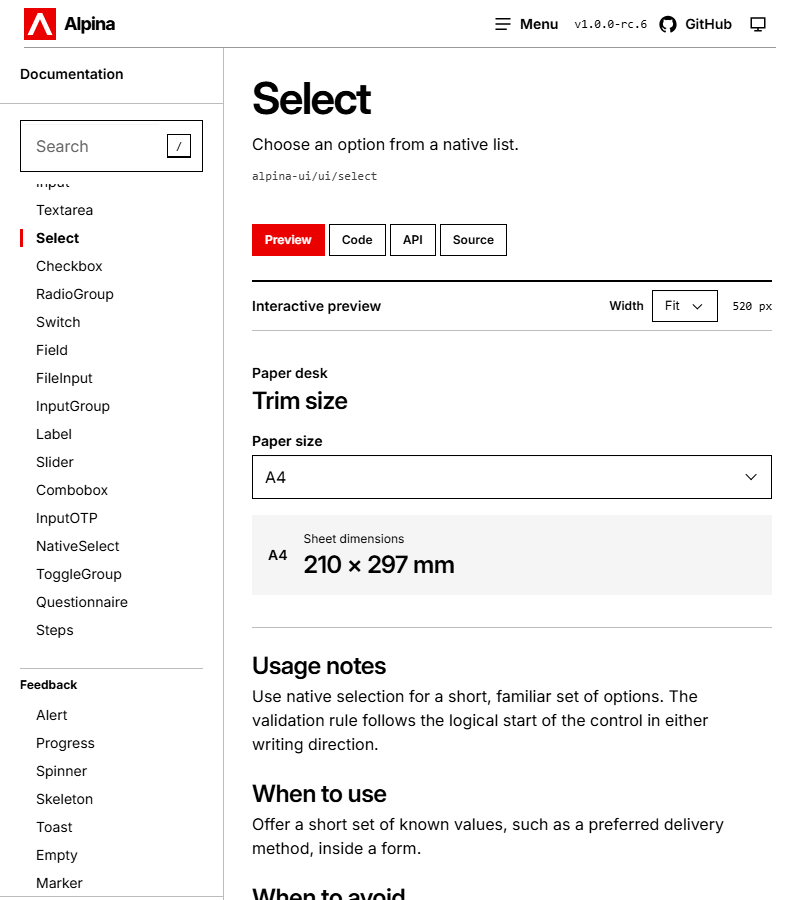 Alpina
Menu
v1.0.0-rc.6
GitHub
Documentation
Search
/
Input
Textarea
Select
Checkbox
RadioGroup
Switch
Field
FileInput
InputGroup
Label
Slider
Combobox
InputOTP
NativeSelect
ToggleGroup
Questionnaire
Steps
Feedback
Alert
Progress
Spinner
Skeleton
Toast
Empty
Marker
Select
Choose an option from a native list.
alpina-ui/ui/select
Preview
Code
API
Source
Interactive preview
Width
Fit
520 px
Paper desk
Trim size
Paper size
A4
A4
Sheet dimensions
210 × 297 mm
Usage notes
Use native selection for a short, familiar set of options. The
validation rule follows the logical start of the control in either
writing direction.
When to use
Offer a short set of known values, such as a preferred delivery
method, inside a form.
When to avoid